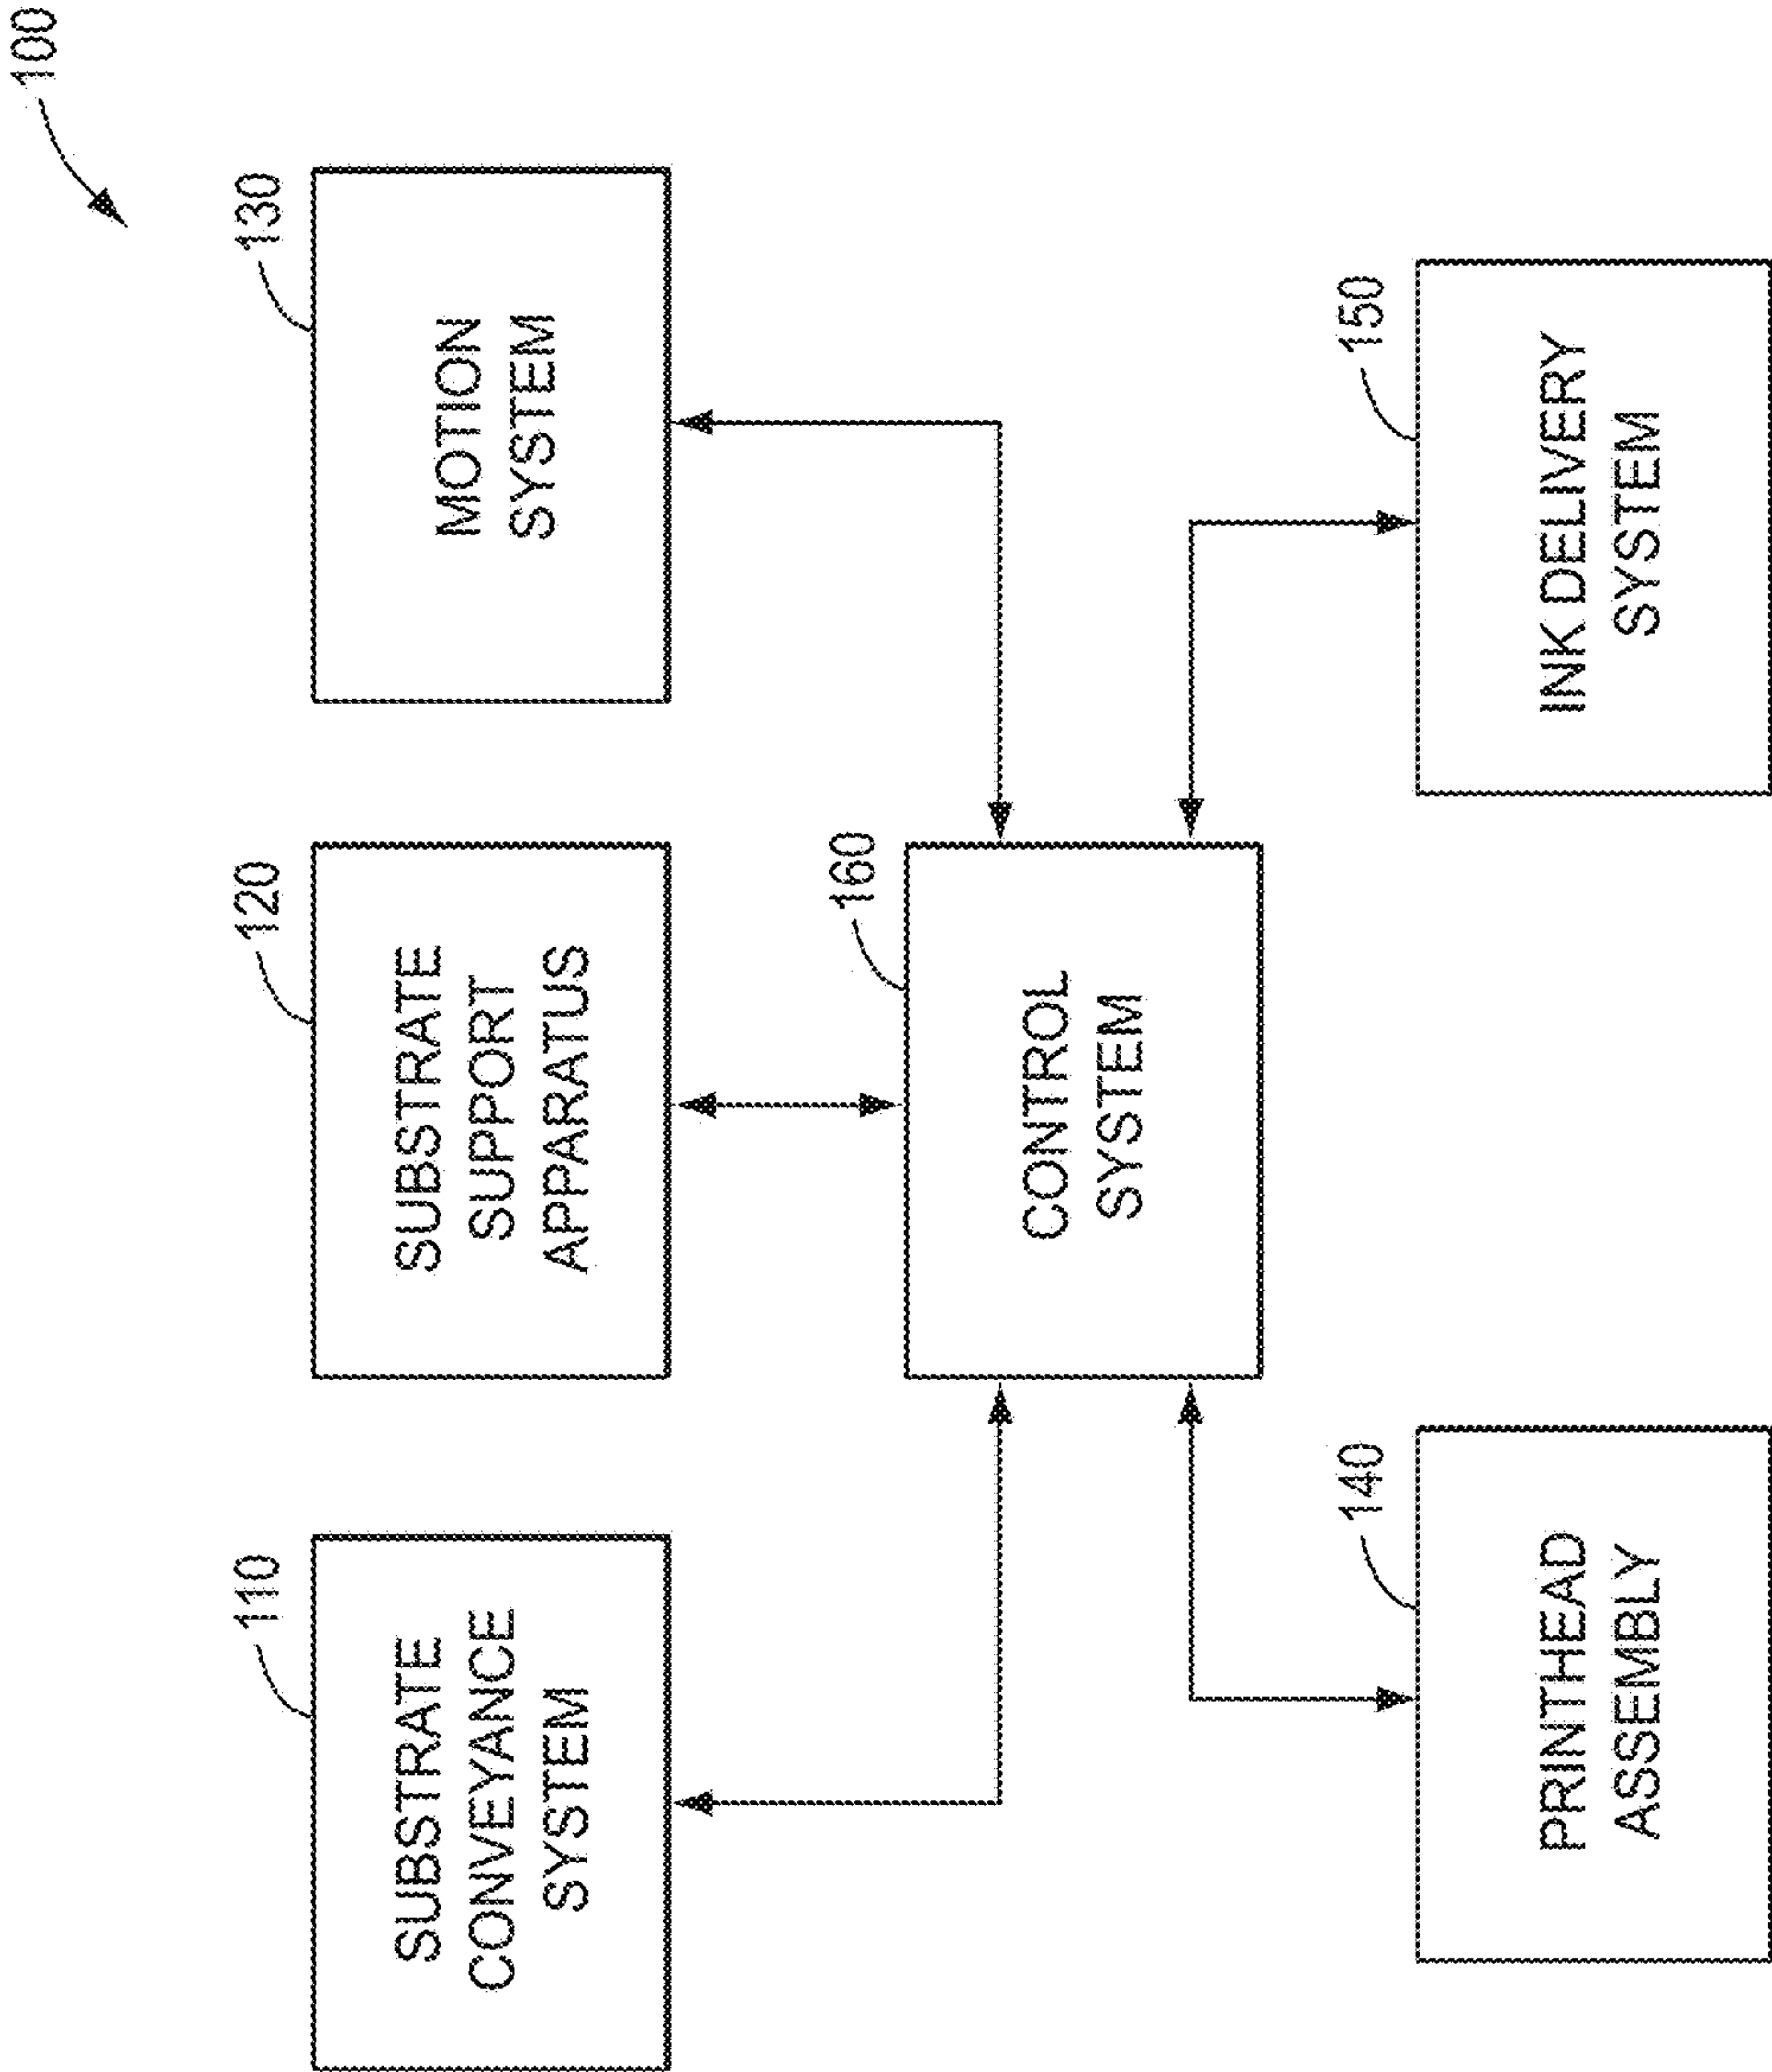 100
110
SUBSTRATE
CONVEYANCE
SYSTEM
120
SUBSTRATE
SUPPORT
APPARATUS
130
MOTION
SYSTEM
160
CONTROL
SYSTEM
140
PRINTHEAD
ASSEMBLY
150
INK DELIVERY
SYSTEM